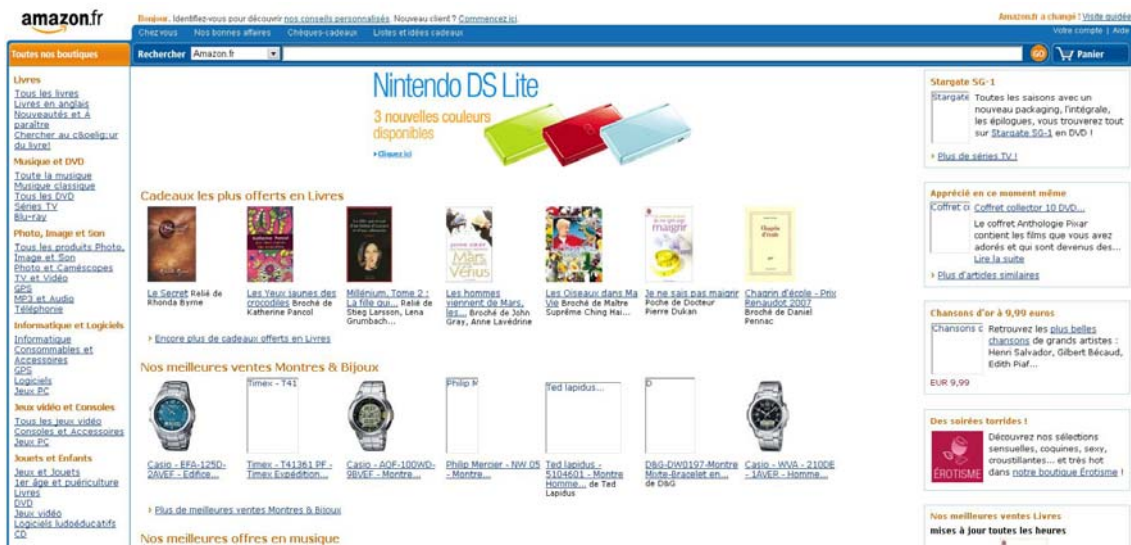 amazon.fr
Bonjour. Identifiez-vous pour découvrir nos conseils personnalisés. Nouveau client ? Commencez ici.
Amazon.fr a changé ! Visite guidée
Chez vous Nos bonnes affaires Chèques-cadeaux Listes et idées cadeaux
Votre compte | Aide
Toutes nos boutiques
Rechercher Amazon.fr GO Panier
Livres
Tous les livres
Livres en anglais
Nouveautés et A
paraître
Chercher au c&oelig;ur
du livre!
Musique et DVD
Toute la musique
Musique classique
Tous les DVD
Séries TV
Blu-ray
Photo, Image et Son
Tous les produits Photo,
Image et Son
Photo et Caméscopes
TV et Vidéo
GPS
MP3 et Audio
Téléphonie
Informatique et Logiciels
Informatique
Consommables et
Accessoires
GPS
Logiciels
Jeux PC
Jeux vidéo et Consoles
Tous les jeux vidéo
Consoles et Accessoires
Jeux PC
Jouets et Enfants
Jeux et Jouets
1er âge et puériculture
Livres
DVD
Jeux vidéo
Logiciels ludoéducatifs
CD
Nintendo DS Lite
3 nouvelles couleurs
disponibles
Cliquez ici
Cadeaux les plus offerts en Livres
maigrir
Mars
Vénus
Chagrin
d'école
Le Secret Relié de
Rhonda Byrne
Les Yeux jaunes des
crocodiles Broché de
Katherine Pancol
Millénium, Tome 2 :
La fille qui... Relié de
Stieg Larsson, Lena
Grumbach...
Les hommes
viennent de Mars,
les... Broché de John
Gray, Anne Lavédrine
Les Oiseaux dans Ma
Vie Broché de Maître
Suprême Ching Hai...
Je ne sais pas maigrir
Poche de Docteur
Pierre Dukan
Chagrin d'école - Prix
Renaudot 2007
Broché de Daniel
Pennac
Encore plus de cadeaux offerts en Livres
Nos meilleures ventes Montres & Bijoux
Timex - T41
Philip M
Ted lapidus...
D
Casio - EFA-125D-
2AVEF - Edifice...
Timex - T41361 PF -
Timex Expédition...
Casio - AQF-100WD-
9BVEF - Montre...
Philip Mercier - NW 05
- Montre...
Ted lapidus -
5104601 - Montre
Homme... de Ted
Lapidus
D&G-DW0197-Montre
Mixte-Bracelet en...
de D&G
Casio - WVA - 210DE
- 1AVER - Homme...
Plus de meilleures ventes Montres & Bijoux
Nos meilleures offres en musique
Stargate SG-1
Stargate
Toutes les saisons avec un
nouveau packaging, l'intégrale,
les épilogues, vous trouverez tout
sur Stargate SG-1 en DVD !
Plus de séries TV !
Apprécié en ce moment même
Coffret co
Coffret collector 10 DVD...
Le coffret Anthologie Pixar
contient les films que vous avez
adorés et qui sont devenus des...
Lire la suite
Plus d'articles similaires
Chansons d'or à 9,99 euros
Chansons c
Retrouvez les plus belles
chansons de grands artistes :
Henri Salvador, Gilbert Bécaud,
Edith Piaf...
EUR 9,99
Des soirées torrides !
ÉROTISME
Découvrez nos sélections
sensuelles, coquines, sexy,
croustillantes... et très hot
dans notre boutique Erotisme !
Nos meilleures ventes Livres
mises à jour toutes les heures